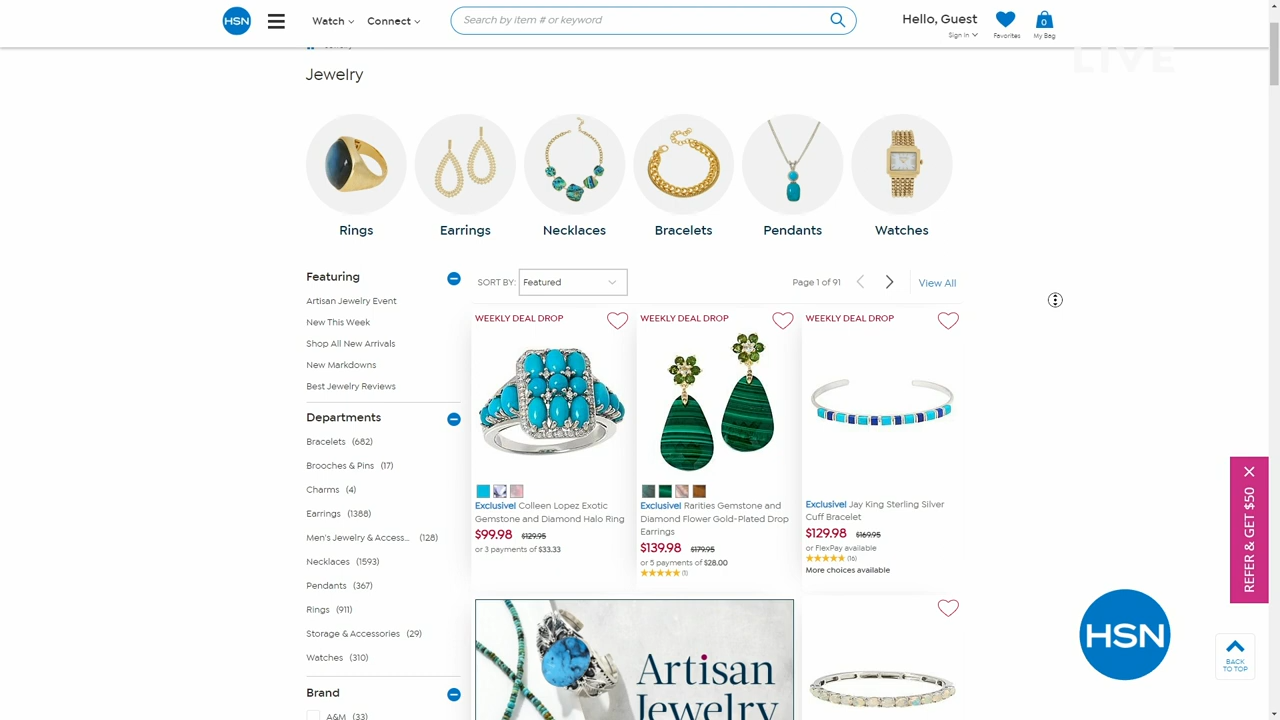 HSN
Watch
Connect
Search by item # or keyword
Hello, Guest
Sign In
Favorites
0
My Bag
LIVE
Jewelry
Rings
Earrings
Necklaces
Bracelets
Pendants
Watches
Featuring
Artisan Jewelry Event
New This Week
Shop All New Arrivals
New Markdowns
Best Jewelry Reviews
Departments
Bracelets (682)
Brooches & Pins (17)
Charms (4)
Earrings (1388)
Men's Jewelry & Access... (128)
Necklaces (1593)
Pendants (367)
Rings (911)
Storage & Accessories (29)
Watches (310)
Brand
A&M (33)
SORT BY: Featured
Page 1 of 91
View All
WEEKLY DEAL DROP
Exclusive! Colleen Lopez Exotic
Gemstone and Diamond Halo Ring
$99.98 $129.95
or 3 payments of $33.33
WEEKLY DEAL DROP
Exclusive! Rarities Gemstone and
Diamond Flower Gold-Plated Drop
Earrings
$139.98 $179.95
or 5 payments of $28.00
(1)
WEEKLY DEAL DROP
Exclusive! Jay King Sterling Silver
Cuff Bracelet
$129.98 $169.95
or FlexPay available
(16)
More choices available
Artisan
Jewelry
REFER & GET $50
HSN
BACK
TO TOP